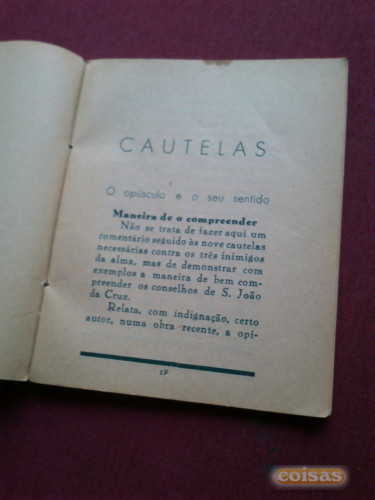 CAUTELAS
O opúsculo e o seu sentido
Maneira de o compreender
Não se trata de fazer aqui um
comentário seguido às nove cautelas
necessárias contra os três inimigos
da alma, mas de demonstrar com
exemplos a maneira de bem com-
preender os conselhos de S. João
da Cruz.
Relata, com indignação, certo
autor, numa obra recente, a opi-
19
coisas